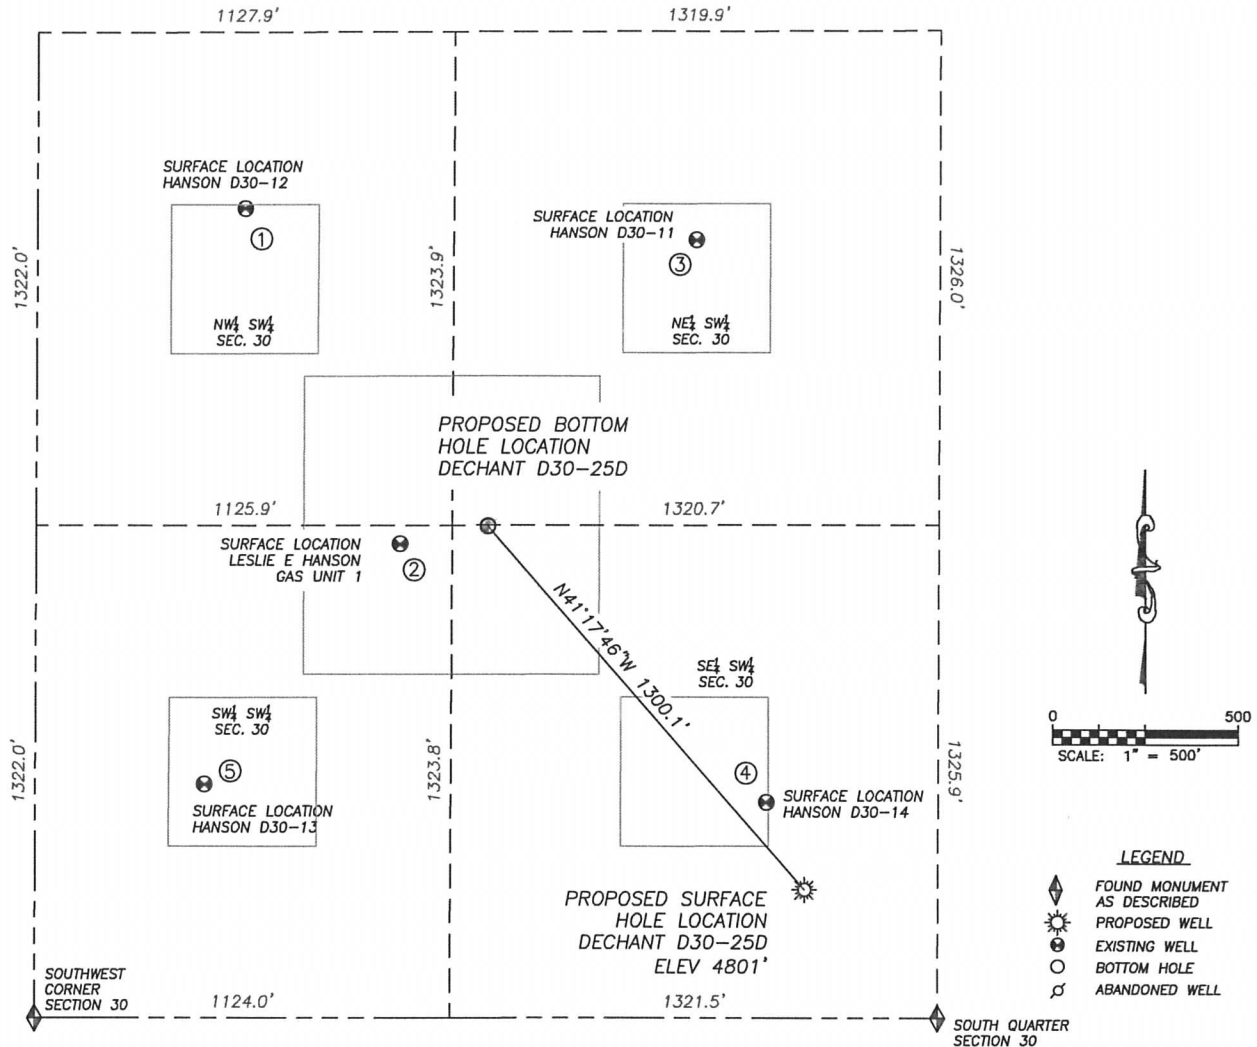 1127.9'
1319.9'
SURFACE LOCATION
HANSON D30-12
1
SURFACE LOCATION
HANSON D30-11
3
1322.0'
1323.9'
1326.0'
NW¼ SW¼
SEC. 30
NE¼ SW¼
SEC. 30
PROPOSED BOTTOM
HOLE LOCATION
DECHANT D30-25D
1125.9'
1320.7'
SURFACE LOCATION
LESLIE E HANSON
GAS UNIT 1
2
N41°17'46"W 1300.1'
SE¼ SW¼
SEC. 30
SW¼ SW¼
SEC. 30
1322.0'
1323.8'
1325.9'
5
SURFACE LOCATION
HANSON D30-13
4
SURFACE LOCATION
HANSON D30-14
PROPOSED SURFACE
HOLE LOCATION
DECHANT D30-25D
ELEV 4801'
SOUTHWEST
CORNER
SECTION 30
1124.0'
1321.5'
SOUTH QUARTER
SECTION 30
0 500
SCALE: 1" = 500'
LEGEND
FOUND MONUMENT
AS DESCRIBED
PROPOSED WELL
EXISTING WELL
BOTTOM HOLE
ABANDONED WELL